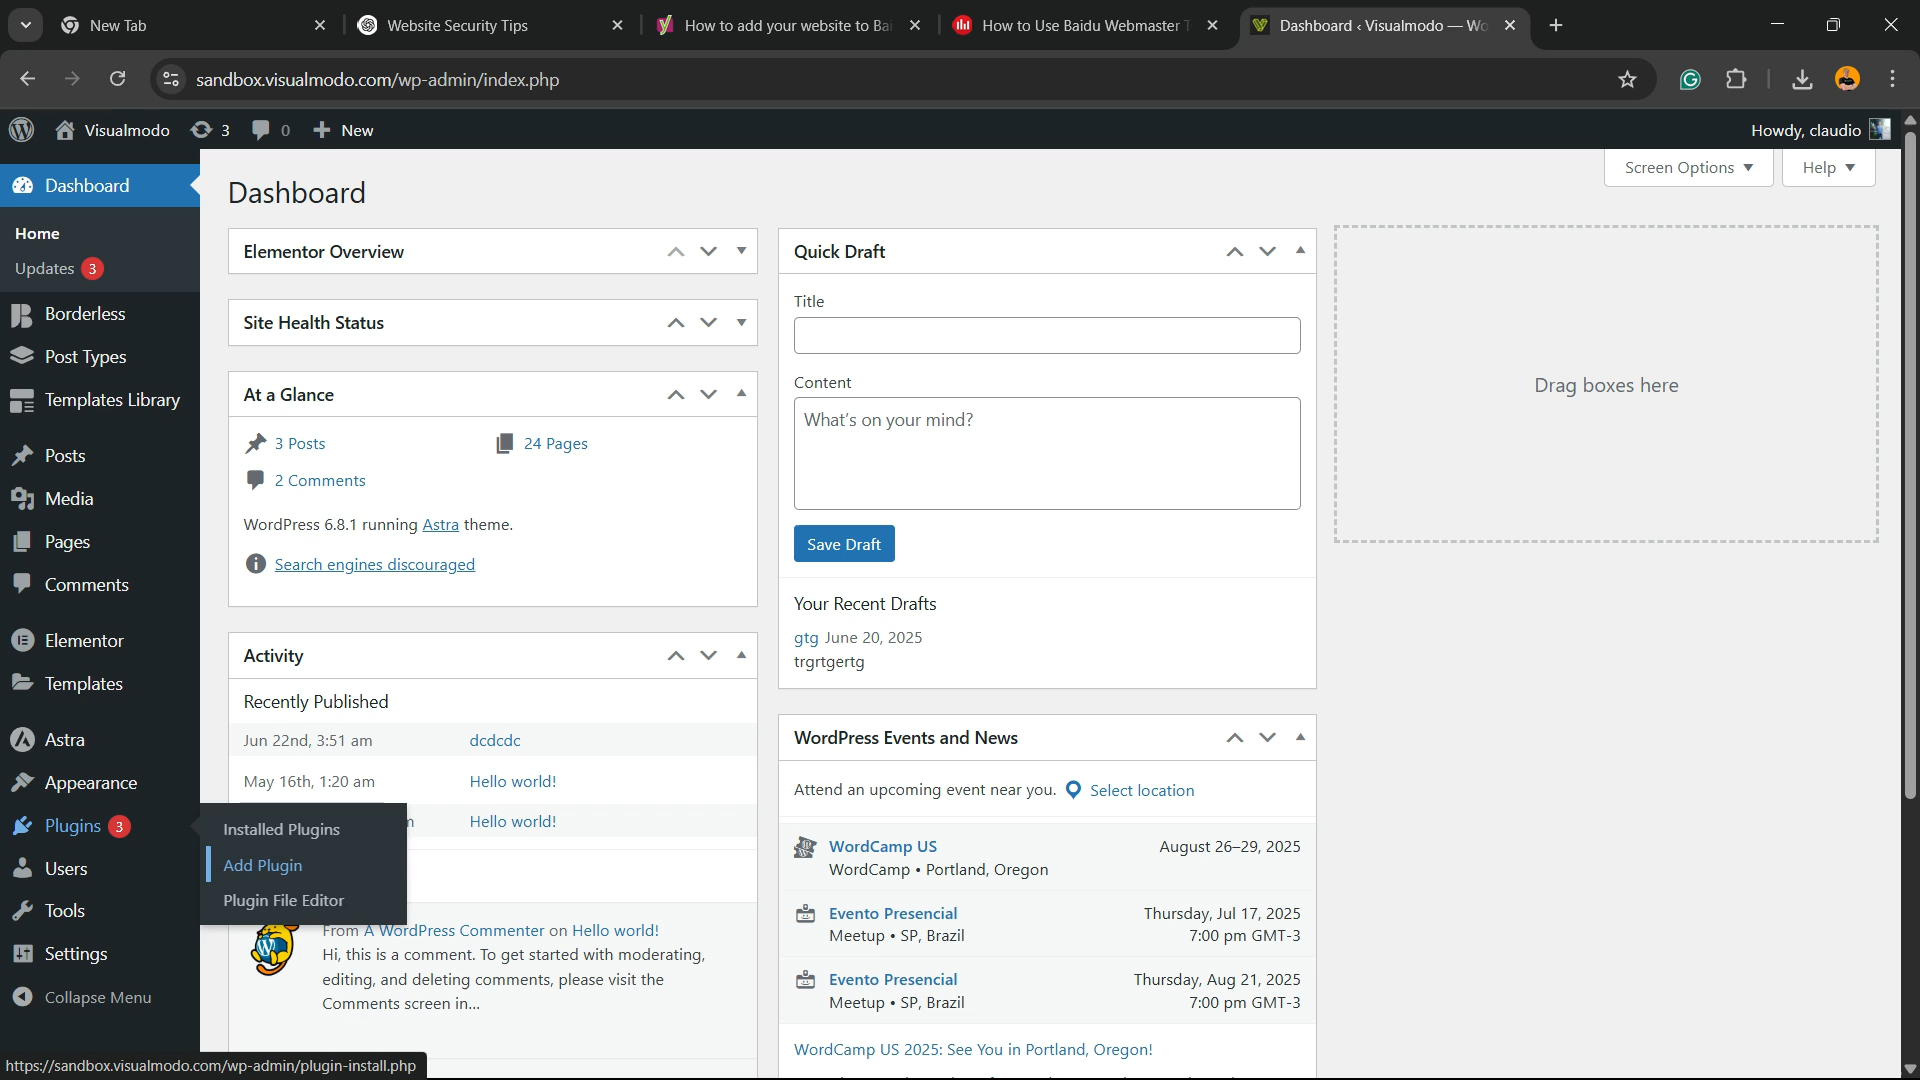 New Tab
Website Security Tips
How to add your website to Ba
How to Use Baidu Webmaster T
Dashboard ‹ Visualmodo — Wo
sandbox.visualmodo.com/wp-admin/index.php
Visualmodo
3
0
New
Howdy, claudio
Screen Options
Help
Dashboard
Home
Updates 3
Borderless
Post Types
Templates Library
Posts
Media
Pages
Comments
Elementor
Templates
Astra
Appearance
Plugins 3
Users
Tools
Settings
Collapse Menu
Installed Plugins
Add Plugin
Plugin File Editor
Dashboard
Elementor Overview
Site Health Status
At a Glance
3 Posts
24 Pages
2 Comments
WordPress 6.8.1 running Astra theme.
Search engines discouraged
Activity
Recently Published
Jun 22nd, 3:51 am dcdcdc
May 16th, 1:20 am Hello world!
Hello world!
From A WordPress Commenter on Hello world!
Hi, this is a comment. To get started with moderating,
editing, and deleting comments, please visit the
Comments screen in...
Quick Draft
Title
Content
What's on your mind?
Save Draft
Your Recent Drafts
gtg June 20, 2025
trgrtgertg
WordPress Events and News
Attend an upcoming event near you. Select location
WordCamp US August 26–29, 2025
WordCamp • Portland, Oregon
Evento Presencial Thursday, Jul 17, 2025
Meetup • SP, Brazil 7:00 pm GMT-3
Evento Presencial Thursday, Aug 21, 2025
Meetup • SP, Brazil 7:00 pm GMT-3
WordCamp US 2025: See You in Portland, Oregon!
Drag boxes here
https://sandbox.visualmodo.com/wp-admin/plugin-install.php